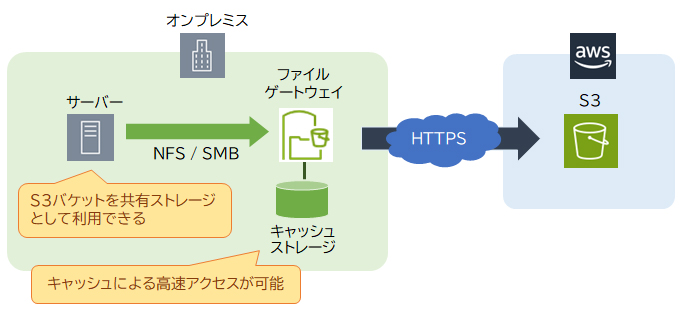 オンプレミス
aws
サーバー
ファイル
ゲートウェイ
S3
NFS / SMB
HTTPS
S3バケットを共有ストレージ
として利用できる
キャッシュ
ストレージ
キャッシュによる高速アクセスが可能